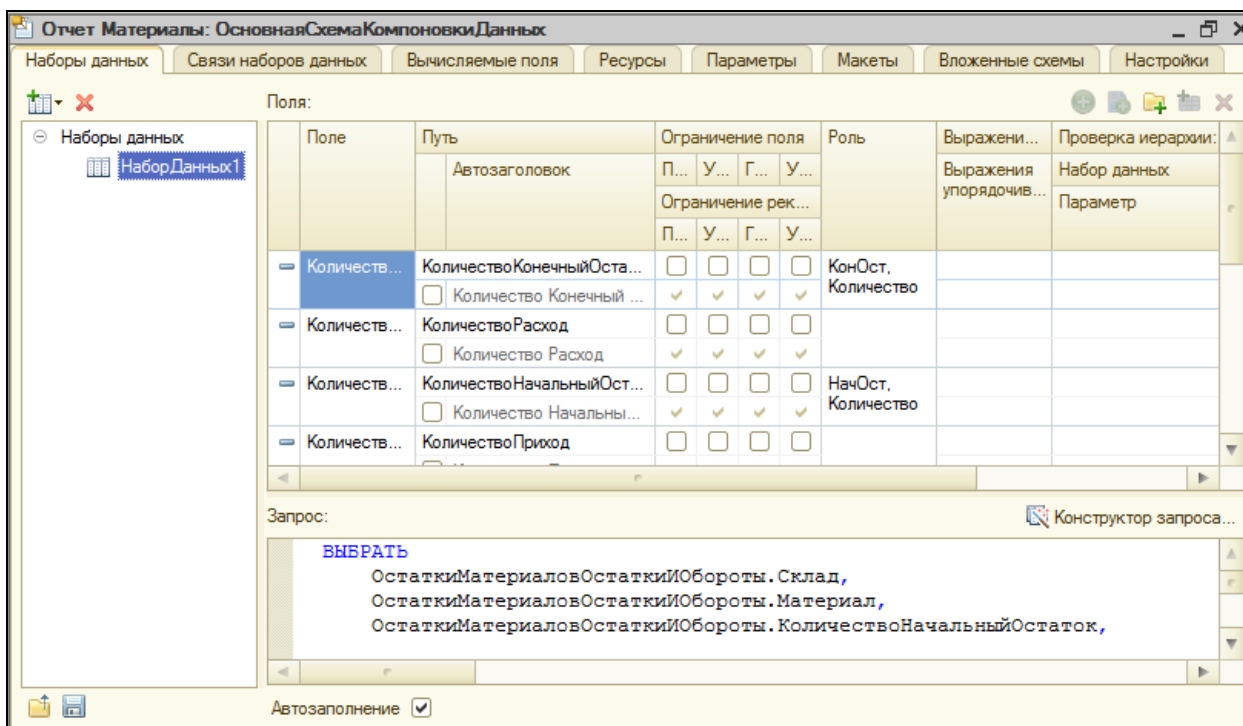 Отчет Материалы: ОсновнаяСхемаКомпоновкиДанных
Наборы данных Связи наборов данных Вычисляемые поля Ресурсы Параметры Макеты Вложенные схемы Настройки
Поля:
Наборы данных
НаборДанных1
Поле Путь Ограничение поля Роль Выражени... Проверка иерархии:
Автозаголовок П... У... Г... У... Выражения упорядочив... Набор данных
Ограничение рек... Параметр
П... У... Г... У...
Количеств... КоличествоКонечныйОста... КонОст,
Количество Конечный ... Количество
Количеств... КоличествоРасход
Количество Расход
Количеств... КоличествоНачальныйОст... НачОст,
Количество Начальны... Количество
Количеств... КоличествоПриход
Запрос: Конструктор запроса...
ВЫБРАТЬ
ОстаткиМатериаловОстаткиИОбороты.Склад,
ОстаткиМатериаловОстаткиИОбороты.Материал,
ОстаткиМатериаловОстаткиИОбороты.КоличествоНачальныйОстаток,
Автозаполнение